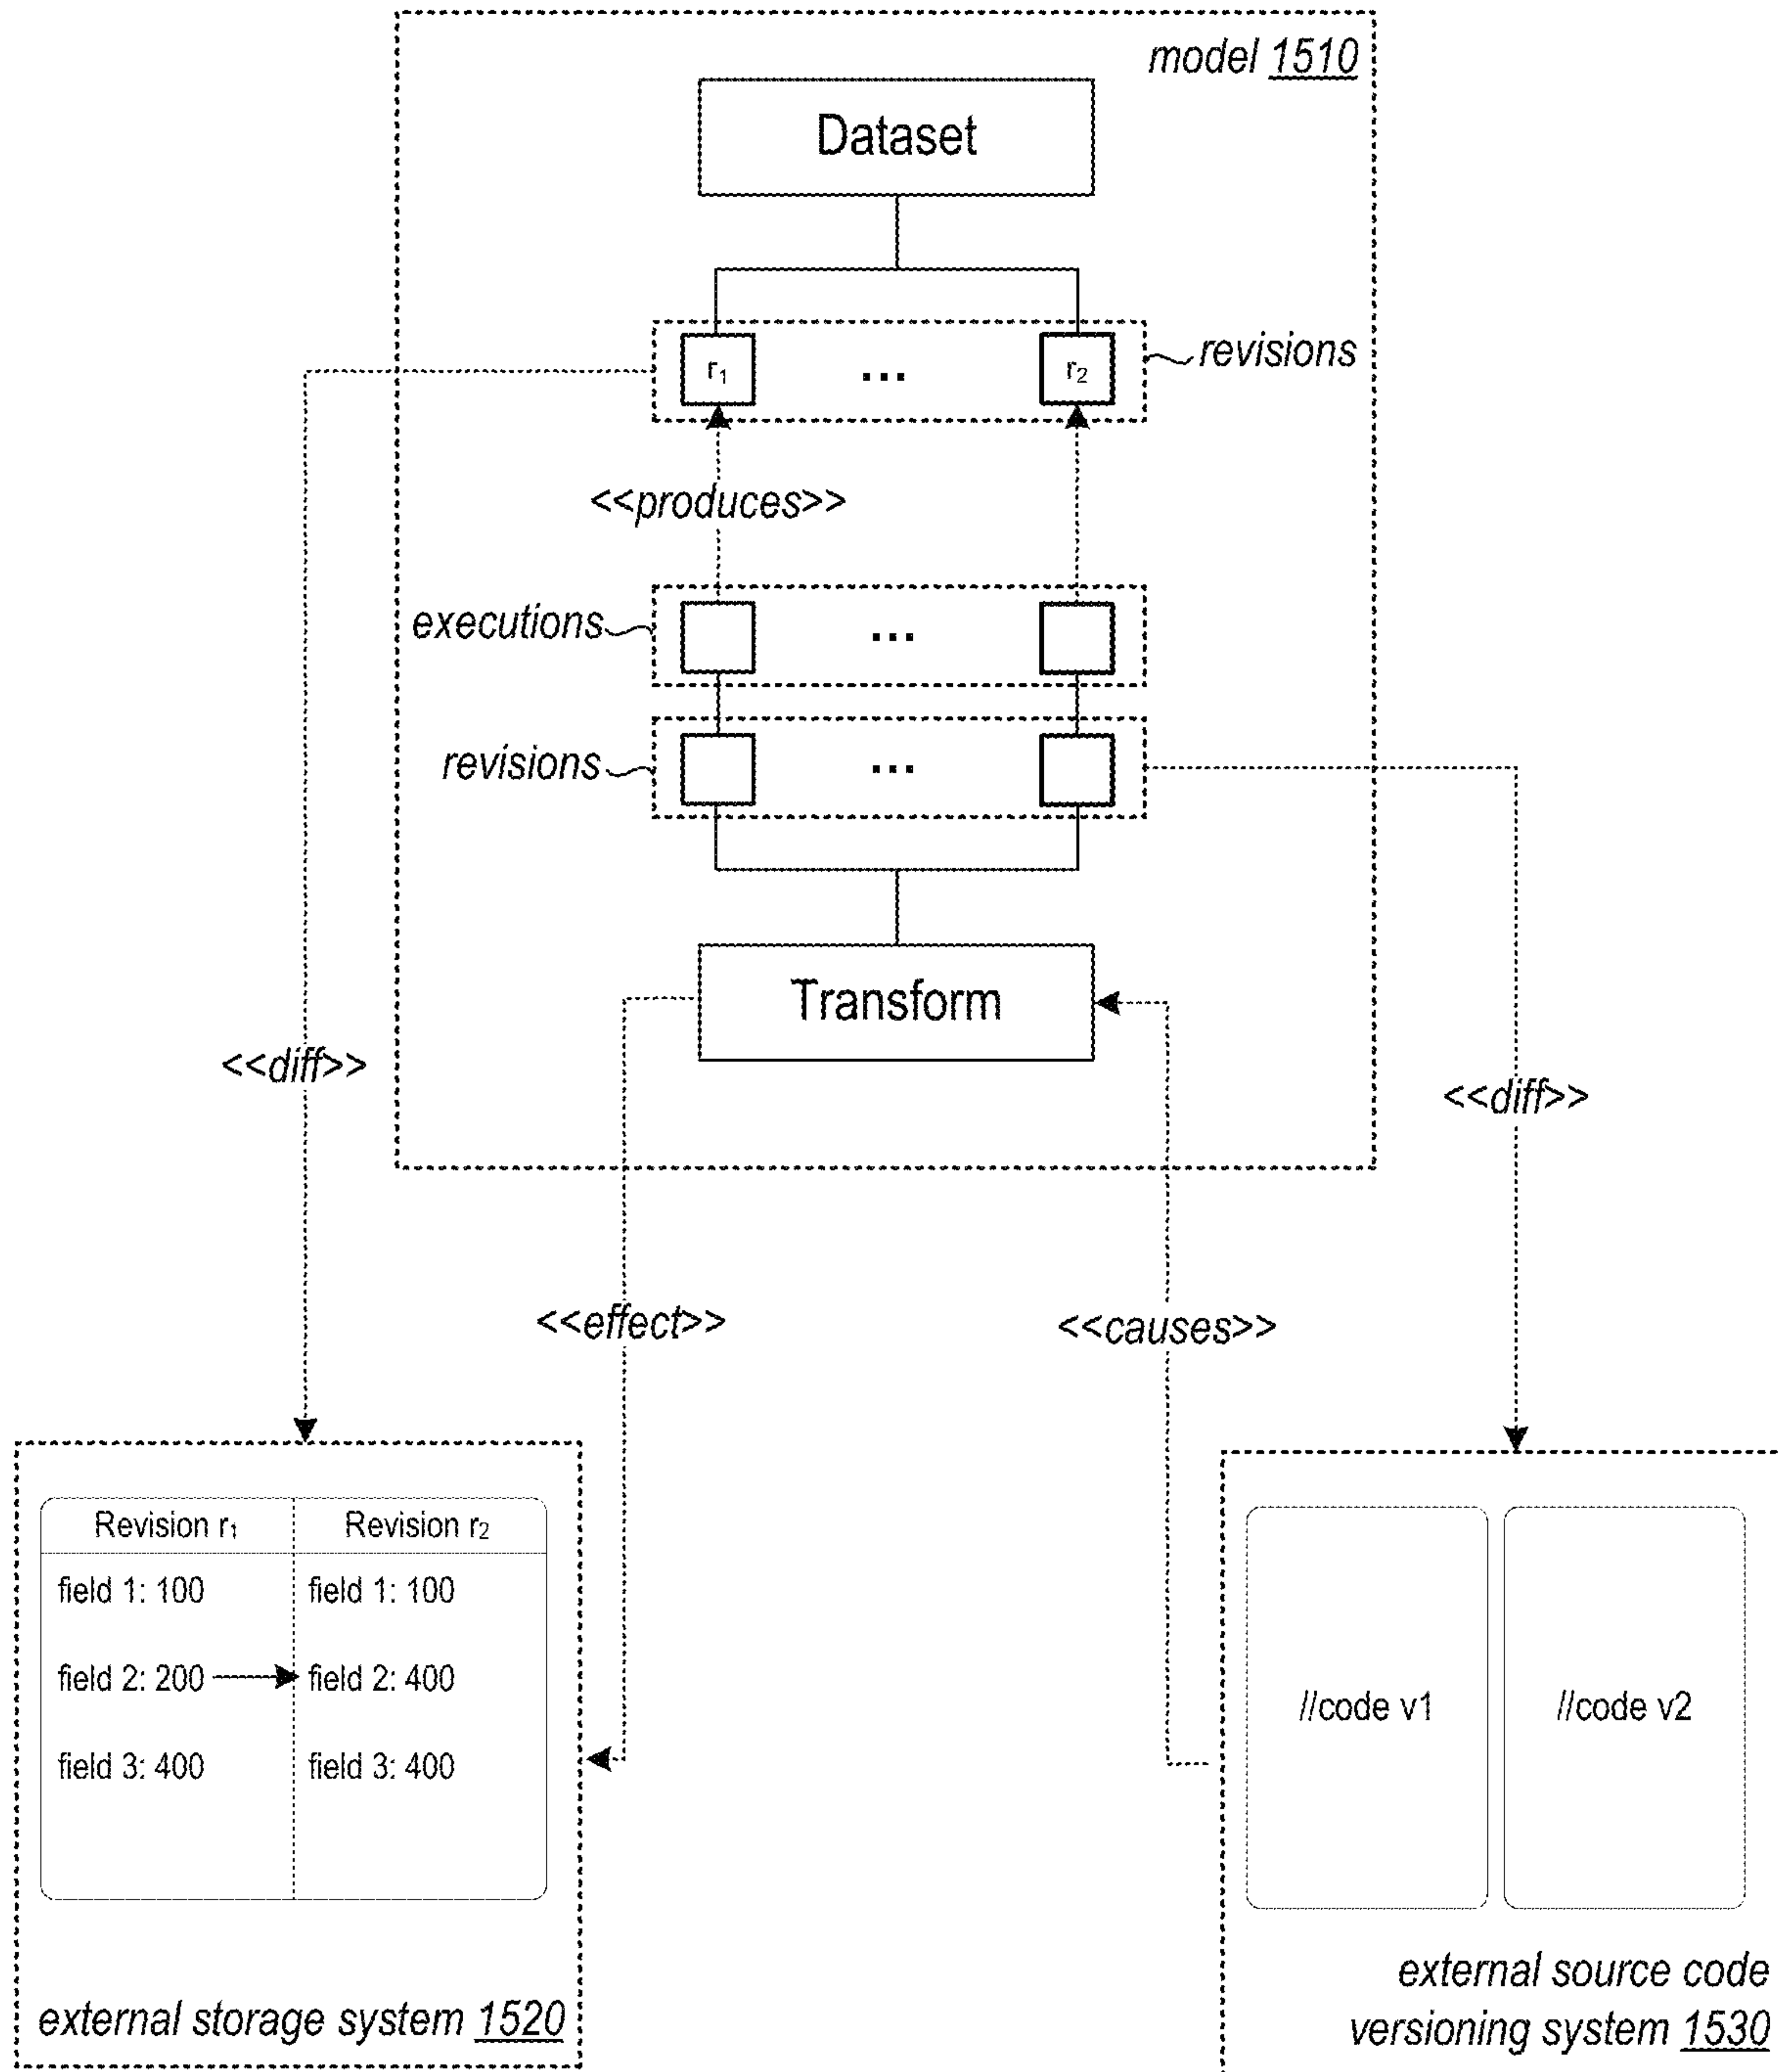 model 1510
Dataset
r₁ ... r₂
revisions
<<produces>>
executions
...
revisions
...
Transform
<<diff>>
<<diff>>
<<effect>>
<<causes>>
Revision r₁ Revision r₂
field 1: 100 field 1: 100
field 2: 200 field 2: 400
field 3: 400 field 3: 400
external storage system 1520
//code v1 //code v2
external source code
versioning system 1530